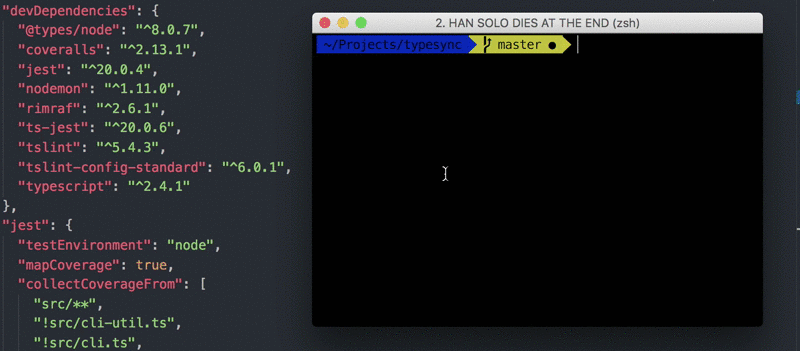 "devDependencies": {
"@types/node": "^8.0.7",
"coveralls": "^2.13.1",
"jest": "^20.0.4",
"nodemon": "^1.11.0",
"rimraf": "^2.6.1",
"ts-jest": "^20.0.6",
"tslint": "^5.4.3",
"tslint-config-standard": "^6.0.1",
"typescript": "^2.4.1"
},
"jest": {
"testEnvironment": "node",
"mapCoverage": true,
"collectCoverageFrom": [
"src/**",
"!src/cli-util.ts",
"!src/cli.ts",
2. HAN SOLO DIES AT THE END (zsh)
~/Projects/typesync master ●